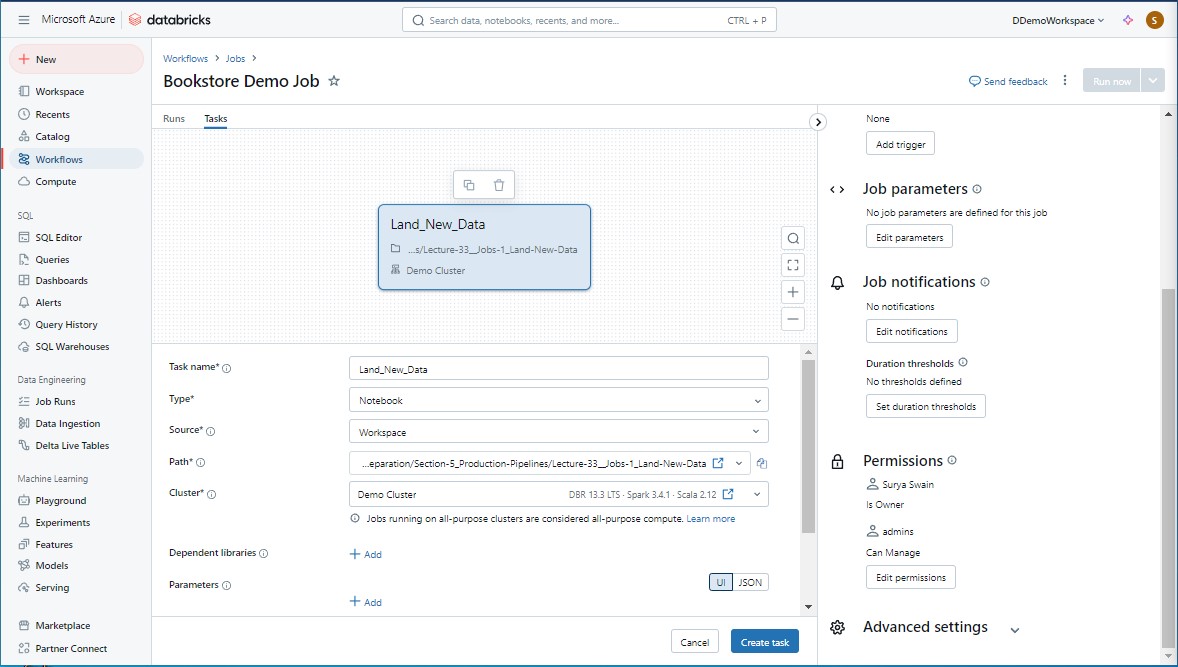 Microsoft Azure databricks
Search data, notebooks, recents, and more... CTRL + P
DDemoWorkspace S
New
Workspace
Recents
Catalog
Workflows
Compute
SQL
SQL Editor
Queries
Dashboards
Alerts
Query History
SQL Warehouses
Data Engineering
Job Runs
Data Ingestion
Delta Live Tables
Machine Learning
Playground
Experiments
Features
Models
Serving
Marketplace
Partner Connect
Workflows > Jobs >
Bookstore Demo Job
Send feedback
Run now
Runs Tasks
Land_New_Data
...s/Lecture-33__Jobs-1_Land-New-Data
Demo Cluster
Task name* Land_New_Data
Type* Notebook
Source* Workspace
Path* ...eparation/Section-5_Production-Pipelines/Lecture-33__Jobs-1_Land-New-Data
Cluster* Demo Cluster DBR 13.3 LTS · Spark 3.4.1 · Scala 2.12
Jobs running on all-purpose clusters are considered all-purpose compute. Learn more
Dependent libraries + Add
Parameters UI JSON
+ Add
Cancel Create task
None
Add trigger
Job parameters
No job parameters are defined for this job
Edit parameters
Job notifications
No notifications
Edit notifications
Duration thresholds
No thresholds defined
Set duration thresholds
Permissions
Surya Swain
Is Owner
admins
Can Manage
Edit permissions
Advanced settings